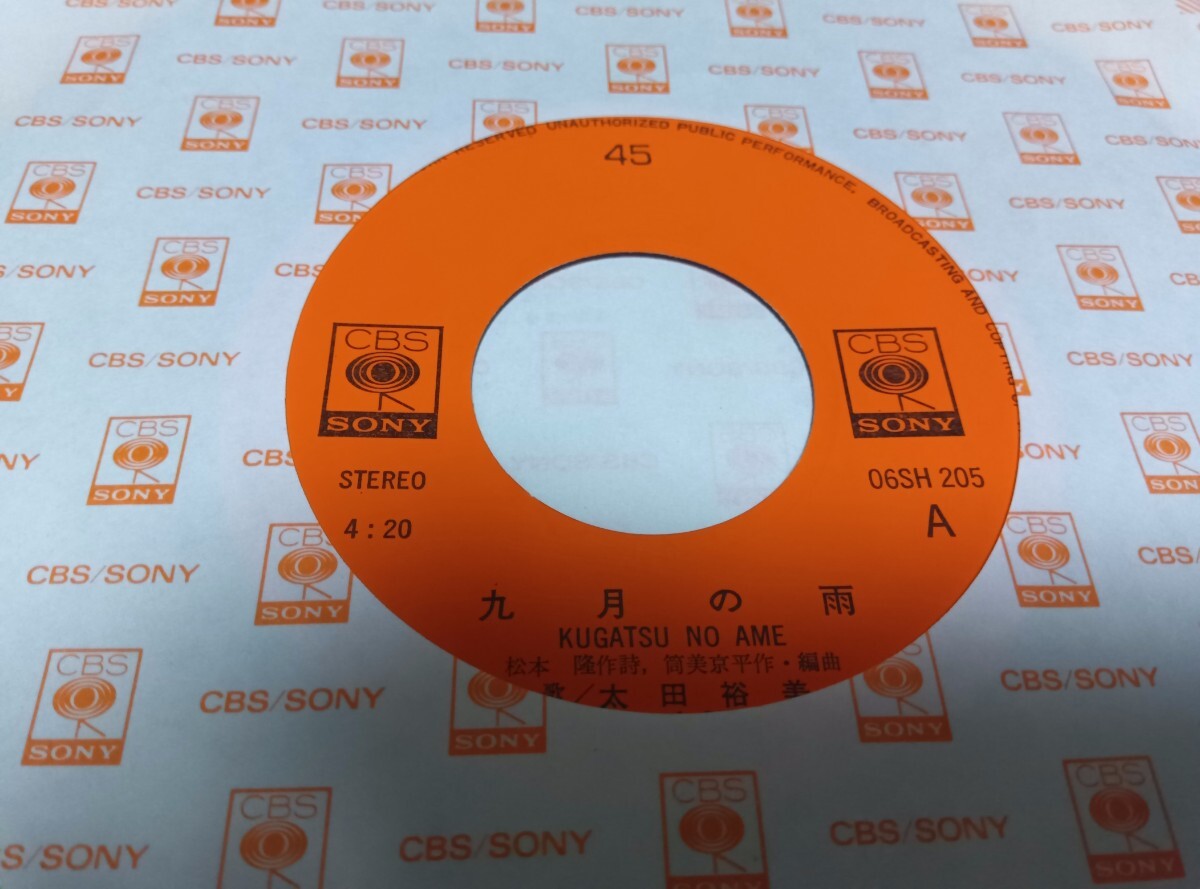 RESERVED UNAUTHORIZED PUBLIC PERFORMANCE, BROADCASTING AND COPYING
45
CBS
SONY
CBS
SONY
STEREO
06SH 205
4:20
A
九月の雨
KUGATSU NO AME
松本 隆作詩, 筒美京平作・編曲
歌/太田裕美
CBS/SONY